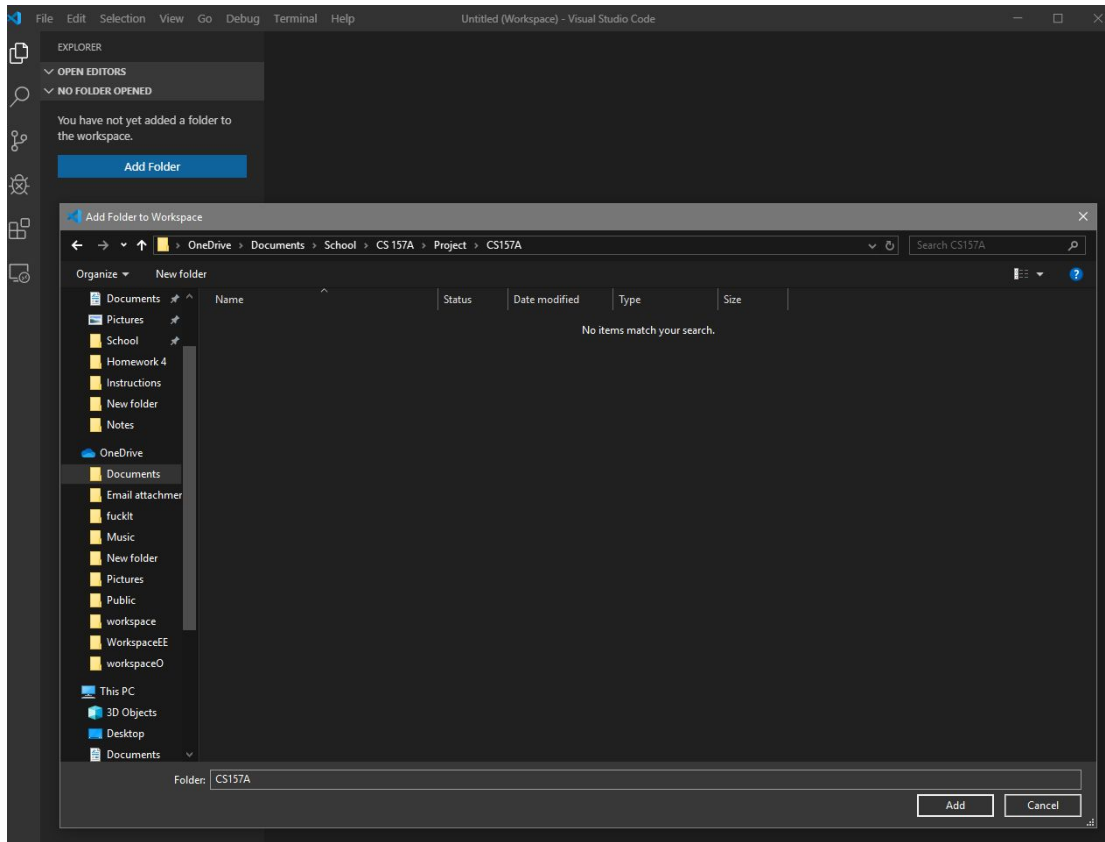 File Edit Selection View Go Debug Terminal Help Untitled (Workspace) - Visual Studio Code
EXPLORER
OPEN EDITORS
NO FOLDER OPENED
You have not yet added a folder to
the workspace.
Add Folder
Add Folder to Workspace
OneDrive > Documents > School > CS 157A > Project > CS157A Search CS157A
Organize New folder
Name Status Date modified Type Size
No items match your search.
Documents
Pictures
School
Homework 4
Instructions
New folder
Notes
OneDrive
Documents
Email attachmer
fuckIt
Music
New folder
Pictures
Public
workspace
WorkspaceEE
workspaceO
This PC
3D Objects
Desktop
Documents
Folder: CS157A
Add Cancel